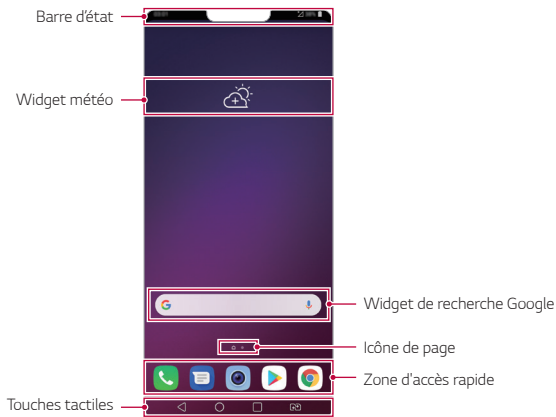 Barre d'état
Widget météo
Widget de recherche Google
Icône de page
Zone d'accès rapide
Touches tactiles